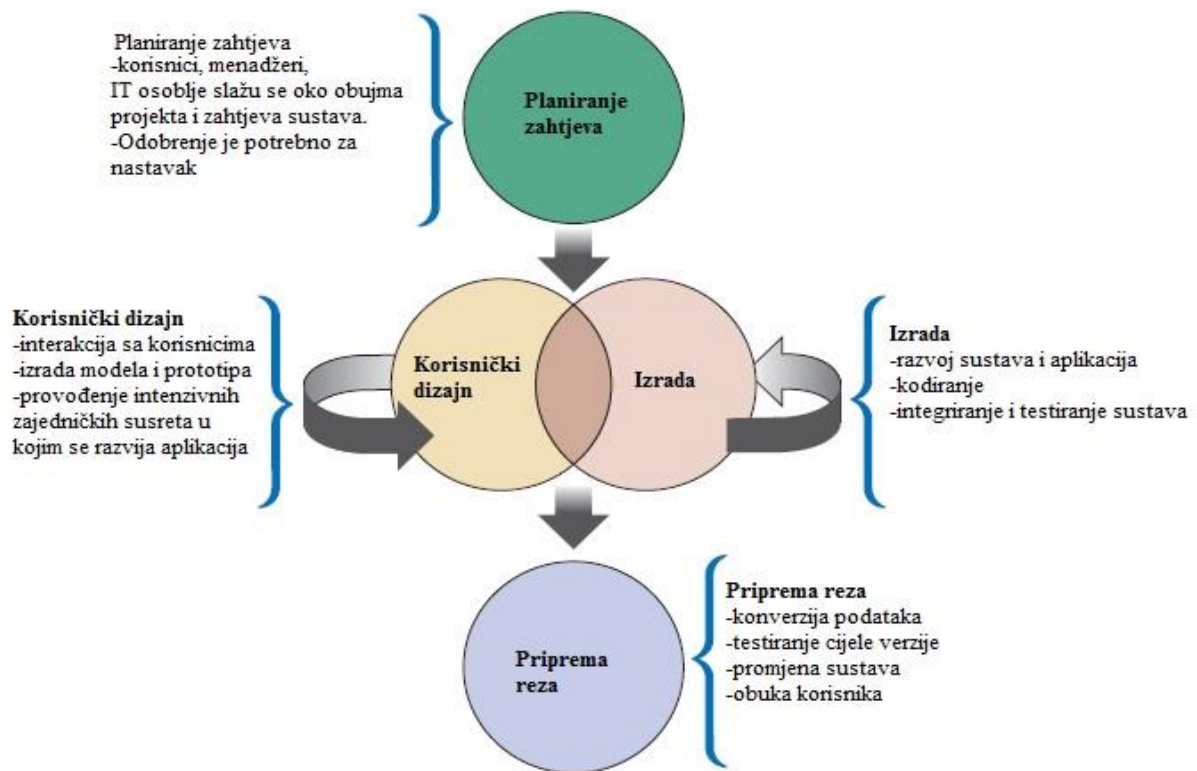 Planiranje zahtjeva
-korisnici, menadžeri,
IT osoblje slažu se oko obujma
projekta i zahtjeva sustava.
-Odobrenje je potrebno za
nastavak
Planiranje
zahtjeva
Korisnički dizajn
-interakcija sa korisnicima
-izrada modela i prototipa
-provođenje intenzivnih
zajedničkih susreta u
kojim se razvija aplikacija
Korisnički
dizajn
Izrada
Izrada
-razvoj sustava i aplikacija
-kodiranje
-integriranje i testiranje sustava
Priprema
reza
Priprema reza
-konverzija podataka
-testiranje cijele verzije
-promjena sustava
-obuka korisnika